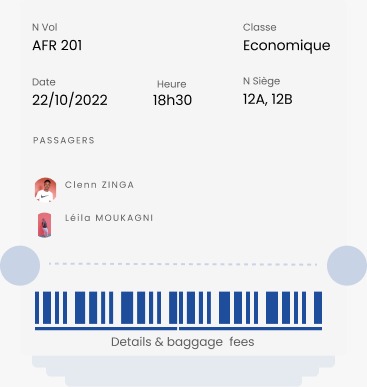 N Vol
Classe
AFR 201
Economique
Date
Heure
N Siège
22/10/2022
18h30
12A, 12B
PASSAGERS
Clenn ZINGA
Léila MOUKAGNI
Details & baggage fees